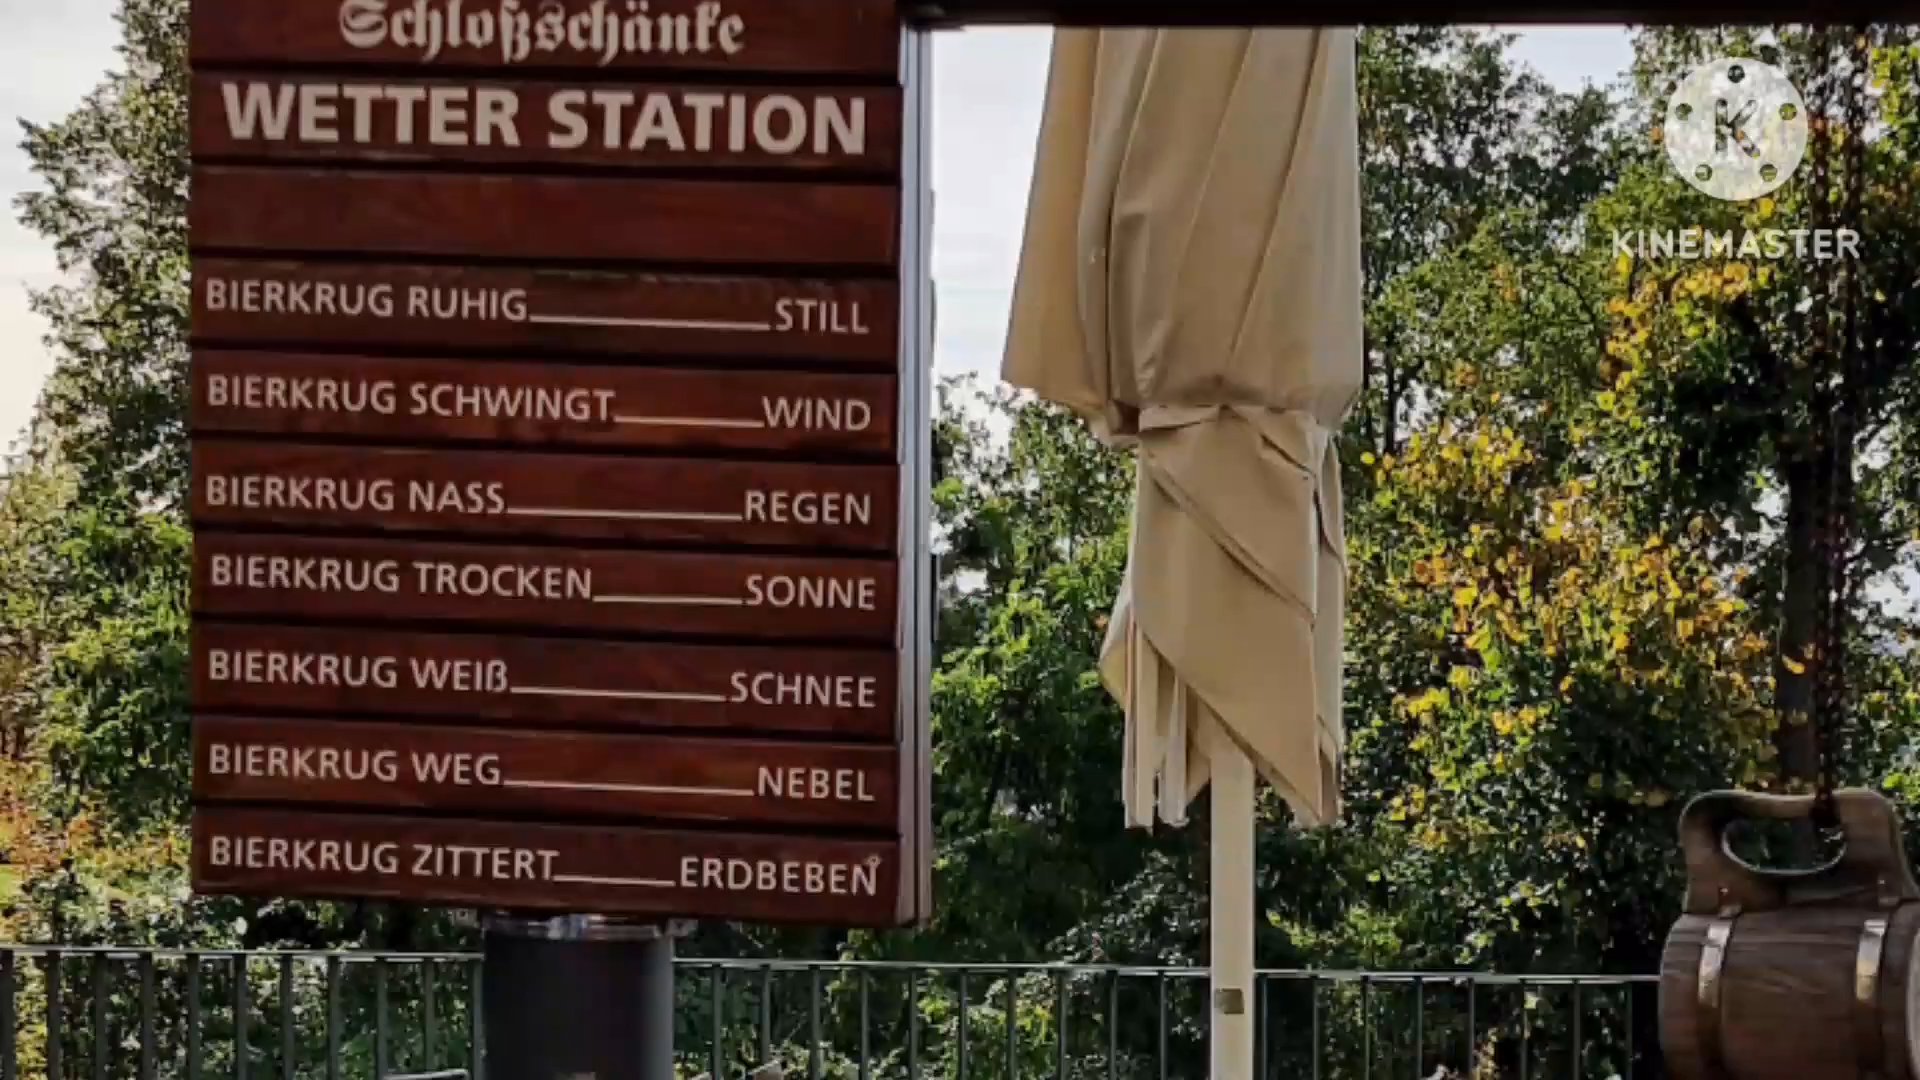 Schloßschänke
WETTER STATION
BIERKRUG RUHIG STILL
BIERKRUG SCHWINGT WIND
BIERKRUG NASS REGEN
BIERKRUG TROCKEN SONNE
BIERKRUG WEIß SCHNEE
BIERKRUG WEG NEBEL
BIERKRUG ZITTERT ERDBEBEN
K
KINEMASTER